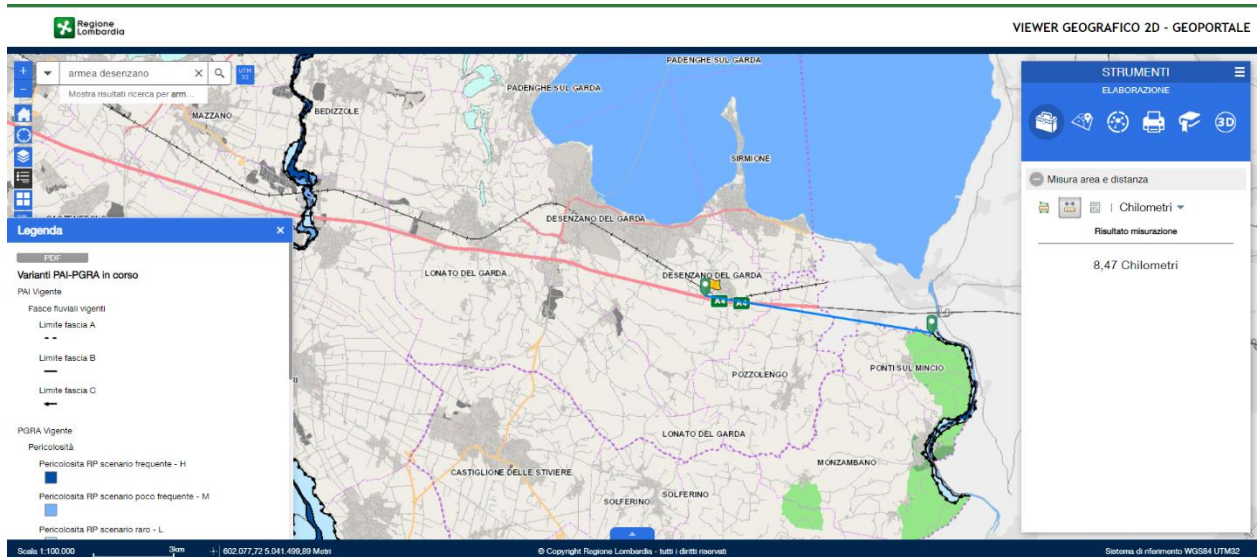 Regione
Lombardia
VIEWER GEOGRAFICO 2D - GEOPORTALE
armea desenzano
UTM
32
Mostra risultati ricerca per arm...
PADENGHE SUL GARDA
PADENGHE SUL GARDA
MAZZANO
BEDIZZOLE
SIRMIONE
DESENZANO DEL GARDA
LONATO DEL GARDA
DESENZANO DEL GARDA
A4
A4
POZZOLENGO
PONTI SUL MINCIO
LONATO DEL GARDA
MONZAMBANO
CASTIGLIONE DELLE STIVIERE
SOLFERINO
SOLFERINO
STRUMENTI
ELABORAZIONE
3D
Misura area e distanza
Chilometri
Risultato misurazione
8,47 Chilometri
Legenda
PDF
Varianti PAI-PGRA in corso
PAI Vigente
Fasce fluviali vigenti
Limite fascia A
Limite fascia B
Limite fascia C
PGRA Vigente
Pericolosità
Pericolosita RP scenario frequente - H
Pericolosita RP scenario poco frequente - M
Pericolosita RP scenario raro - L
Scala 1:100.000
3km
602.077,72 5.041.499,89 Metri
© Copyright Regione Lombardia - tutti i diritti riservati
Sistema di riferimento WGS84 UTM32